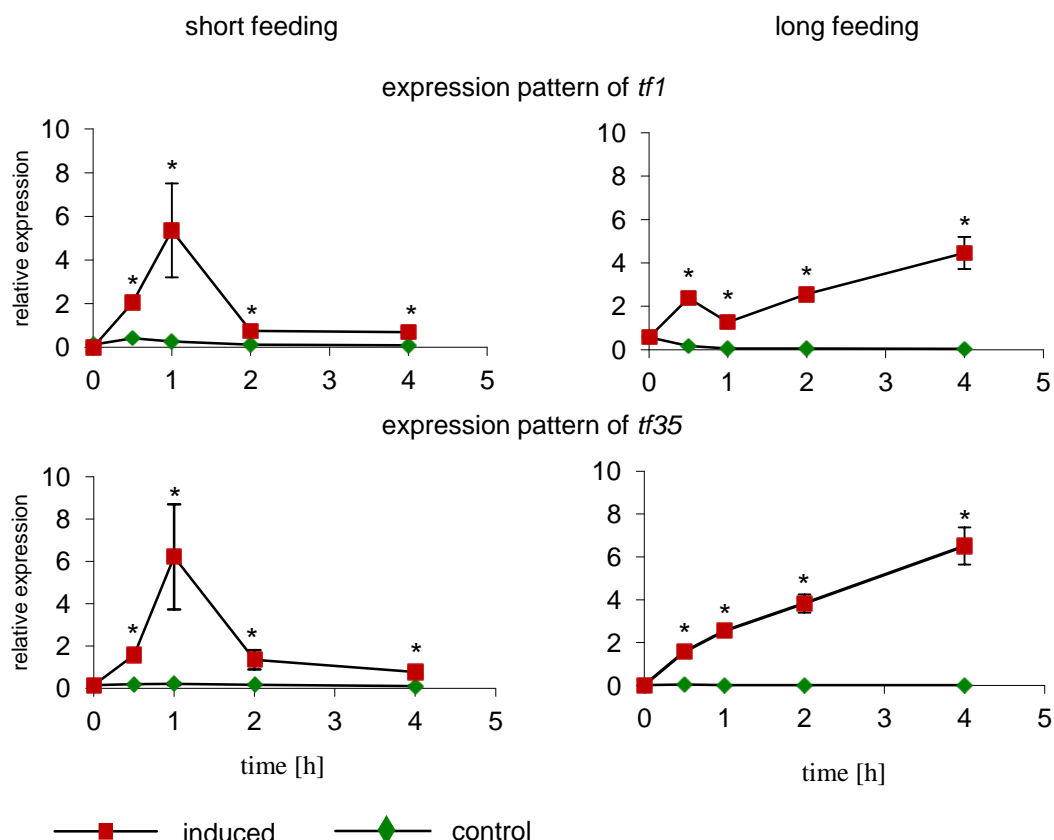 short feeding
long feeding
expression pattern of tf1
relative expression
10
8
6
4
2
0
* * * *
0 1 2 3 4 5
10
8
6
4
2
0
* * * *
0 1 2 3 4 5
expression pattern of tf35
relative expression
10
8
6
4
2
0
* * * *
0 1 2 3 4 5
time [h]
10
8
6
4
2
0
* * * *
0 1 2 3 4 5
time [h]
induced control